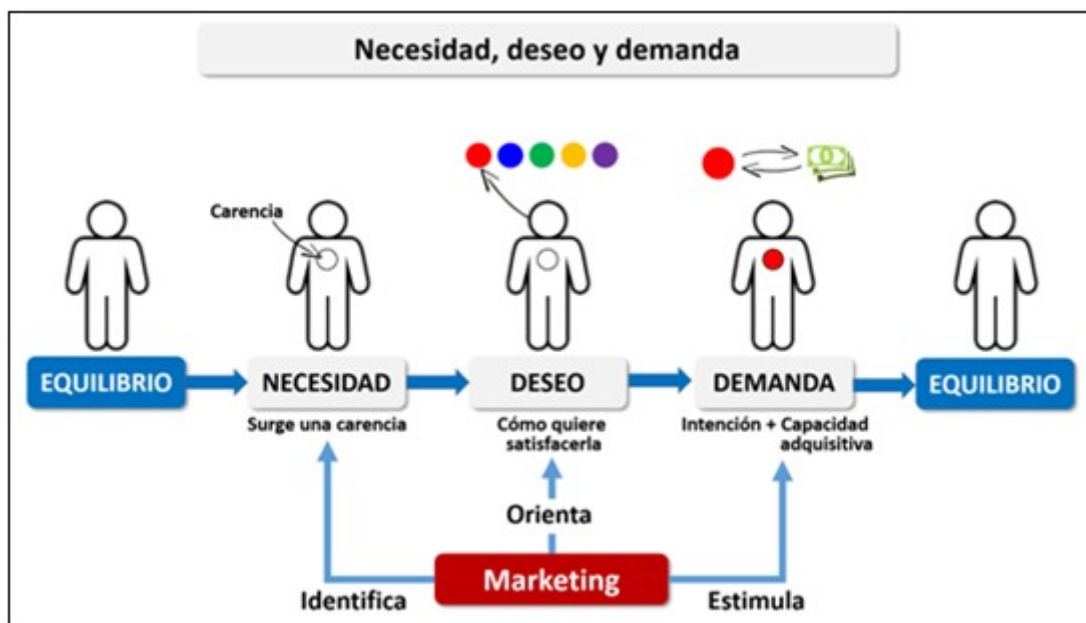 Necesidad, deseo y demanda
Carencia
EQUILIBRIO
NECESIDAD
DESEO
DEMANDA
EQUILIBRIO
Surge una carencia
Cómo quiere
satisfacerla
Intención + Capacidad
adquisitiva
Orienta
Marketing
Identifica
Estimula